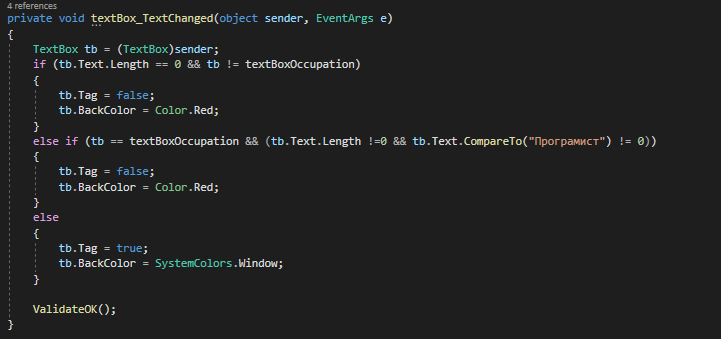 4 references
private void textBox_TextChanged(object sender, EventArgs e)
{
TextBox tb = (TextBox)sender;
if (tb.Text.Length == 0 && tb != textBoxOccupation)
{
tb.Tag = false;
tb.BackColor = Color.Red;
}
else if (tb == textBoxOccupation && (tb.Text.Length !=0 && tb.Text.CompareTo("Програмист") != 0))
{
tb.Tag = false;
tb.BackColor = Color.Red;
}
else
{
tb.Tag = true;
tb.BackColor = SystemColors.Window;
}
ValidateOK();
}